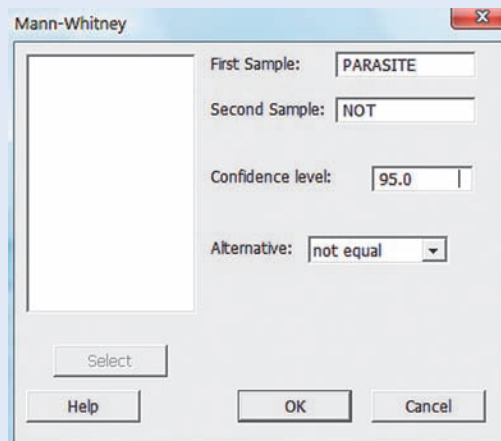 Mann-Whitney
First Sample: PARASITE
Second Sample: NOT
Confidence level: 95.0
Alternative: not equal
Select
Help OK Cancel